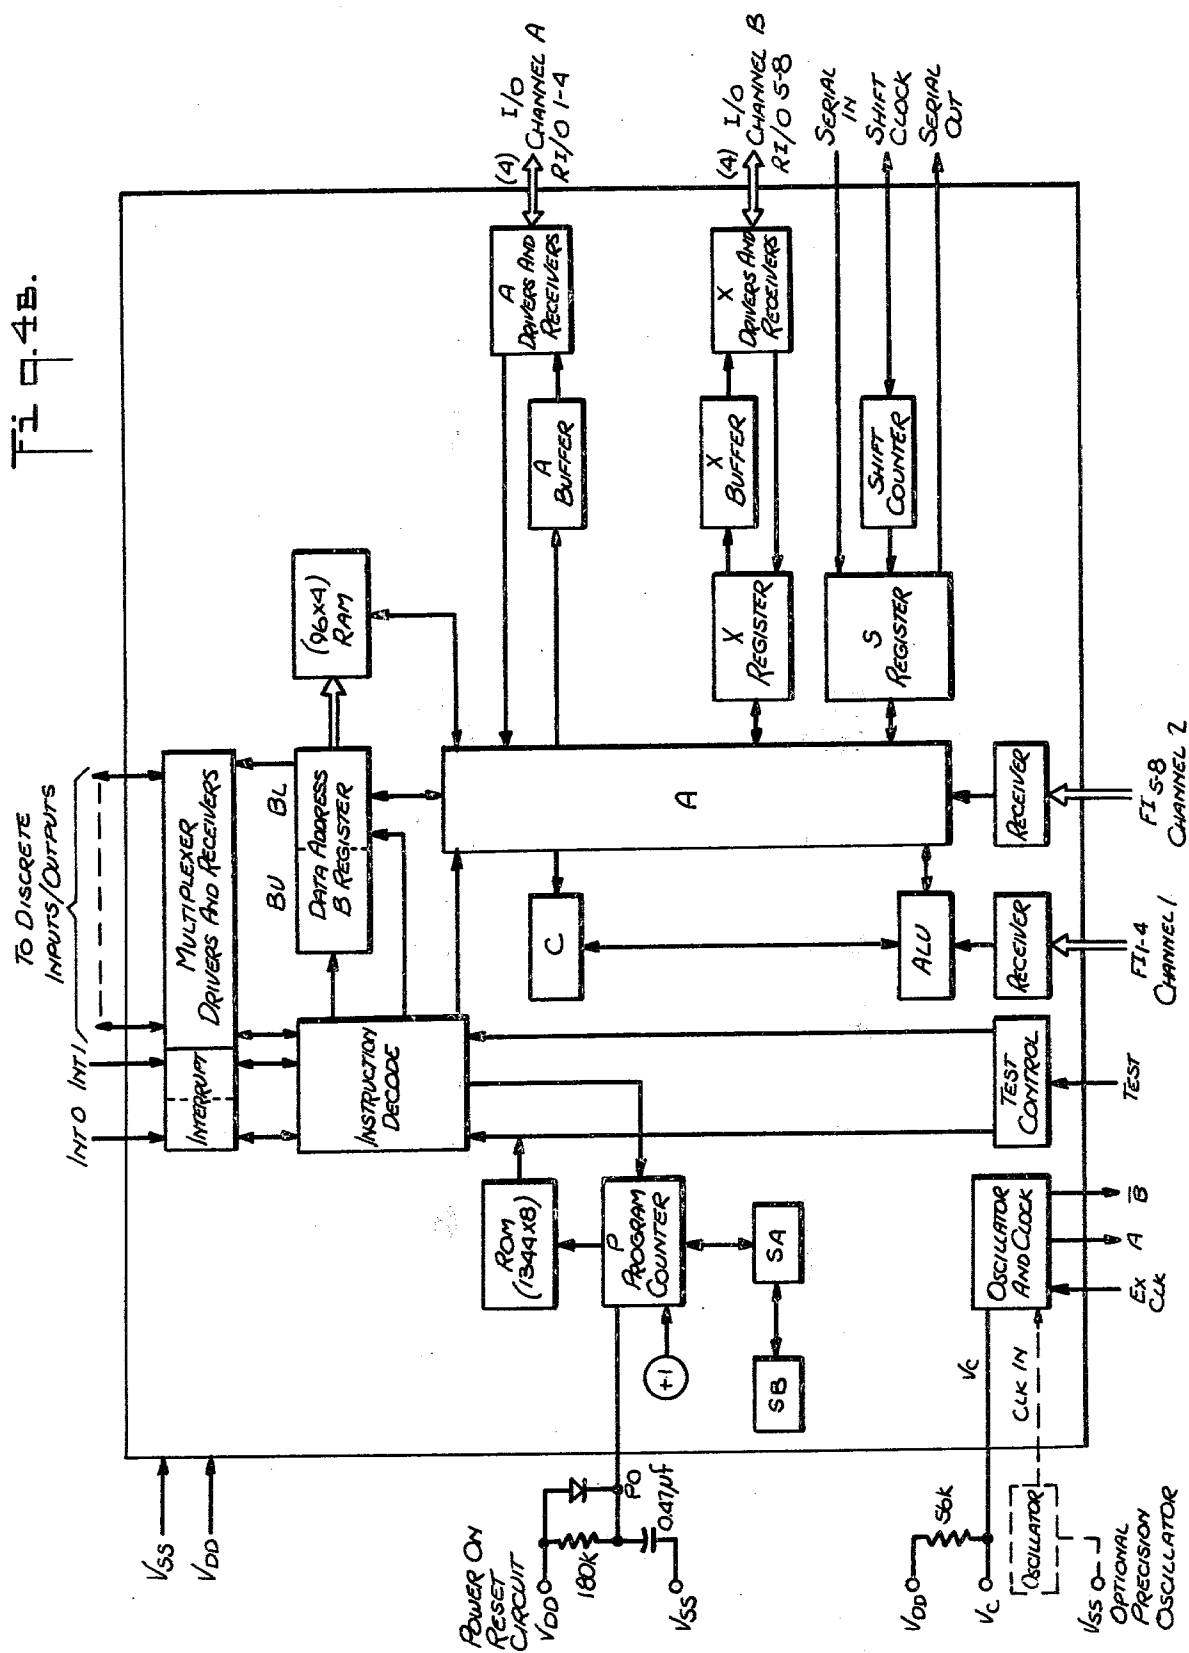 Fig.4B.
TO DISCRETE
INPUTS/OUTPUTS
INT 0
INT 1
MULTIPLEXER
DRIVERS AND RECEIVERS
INTERRUPT
VSS
VDD
BU
BL
DATA ADDRESS
B REGISTER
(96X4)
RAM
INSTRUCTION
DECODE
(4)
I/O
CHANNEL A
RI/O 1-4
A
DRIVERS AND
RECEIVERS
A
BUFFER
ROM
(1344X8)
P
PROGRAM
COUNTER
+1
SA
SB
C
A
ALU
X
REGISTER
X
BUFFER
X
DRIVERS AND
RECEIVERS
(4)
I/O
CHANNEL B
RI/O 5-8
SERIAL
IN
SHIFT
CLOCK
SERIAL
OUT
SHIFT
COUNTER
S
REGISTER
POWER ON
RESET
CIRCUIT
VDD
180K
PO
0.47µf
VSS
VDD
56K
VC
VC
CLK IN
OSCILLATOR
VSS
OPTIONAL
PRECISION
OSCILLATOR
OSCILLATOR
AND CLOCK
EX
CLK
A
B̅
TEST
CONTROL
TEST
RECEIVER
FI1-4
CHANNEL 1
RECEIVER
FI 5-8
CHANNEL 2